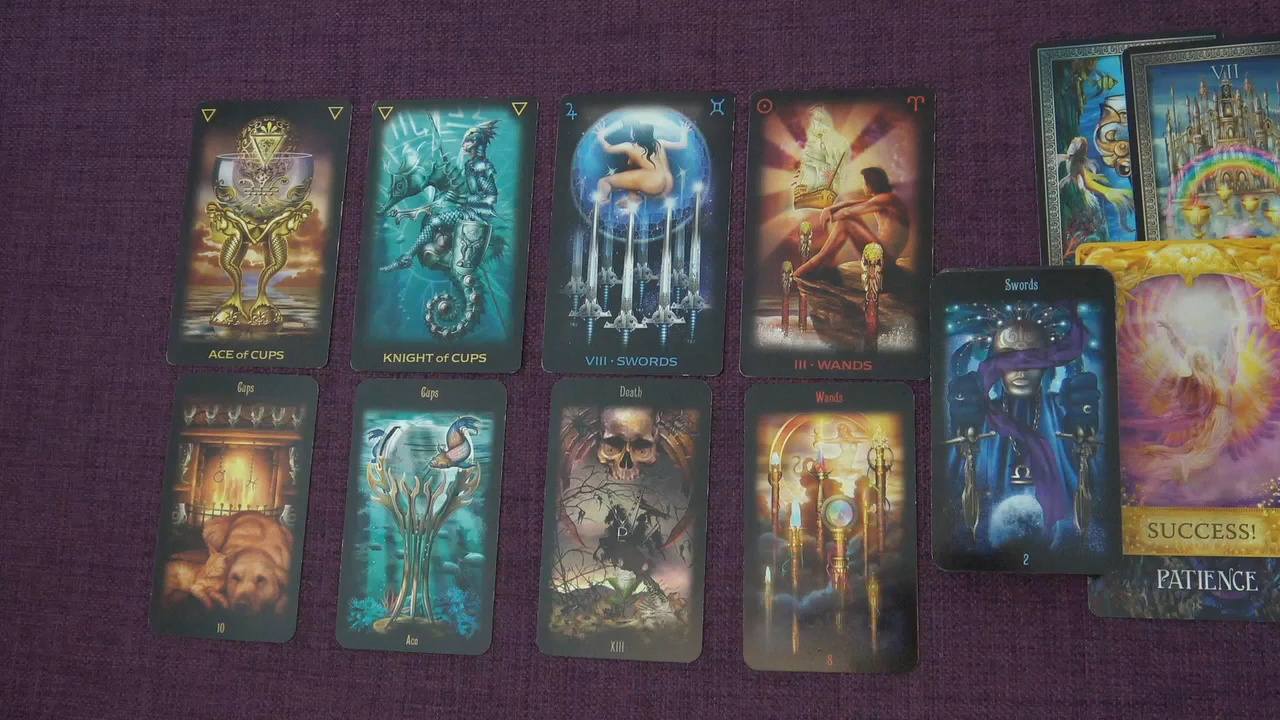 ACE of CUPS
KNIGHT of CUPS
VIII · SWORDS
III · WANDS
VII
Cups
10
Cups
Ace
Death
XIII
Wands
8
Swords
2
SUCCESS!
PATIENCE